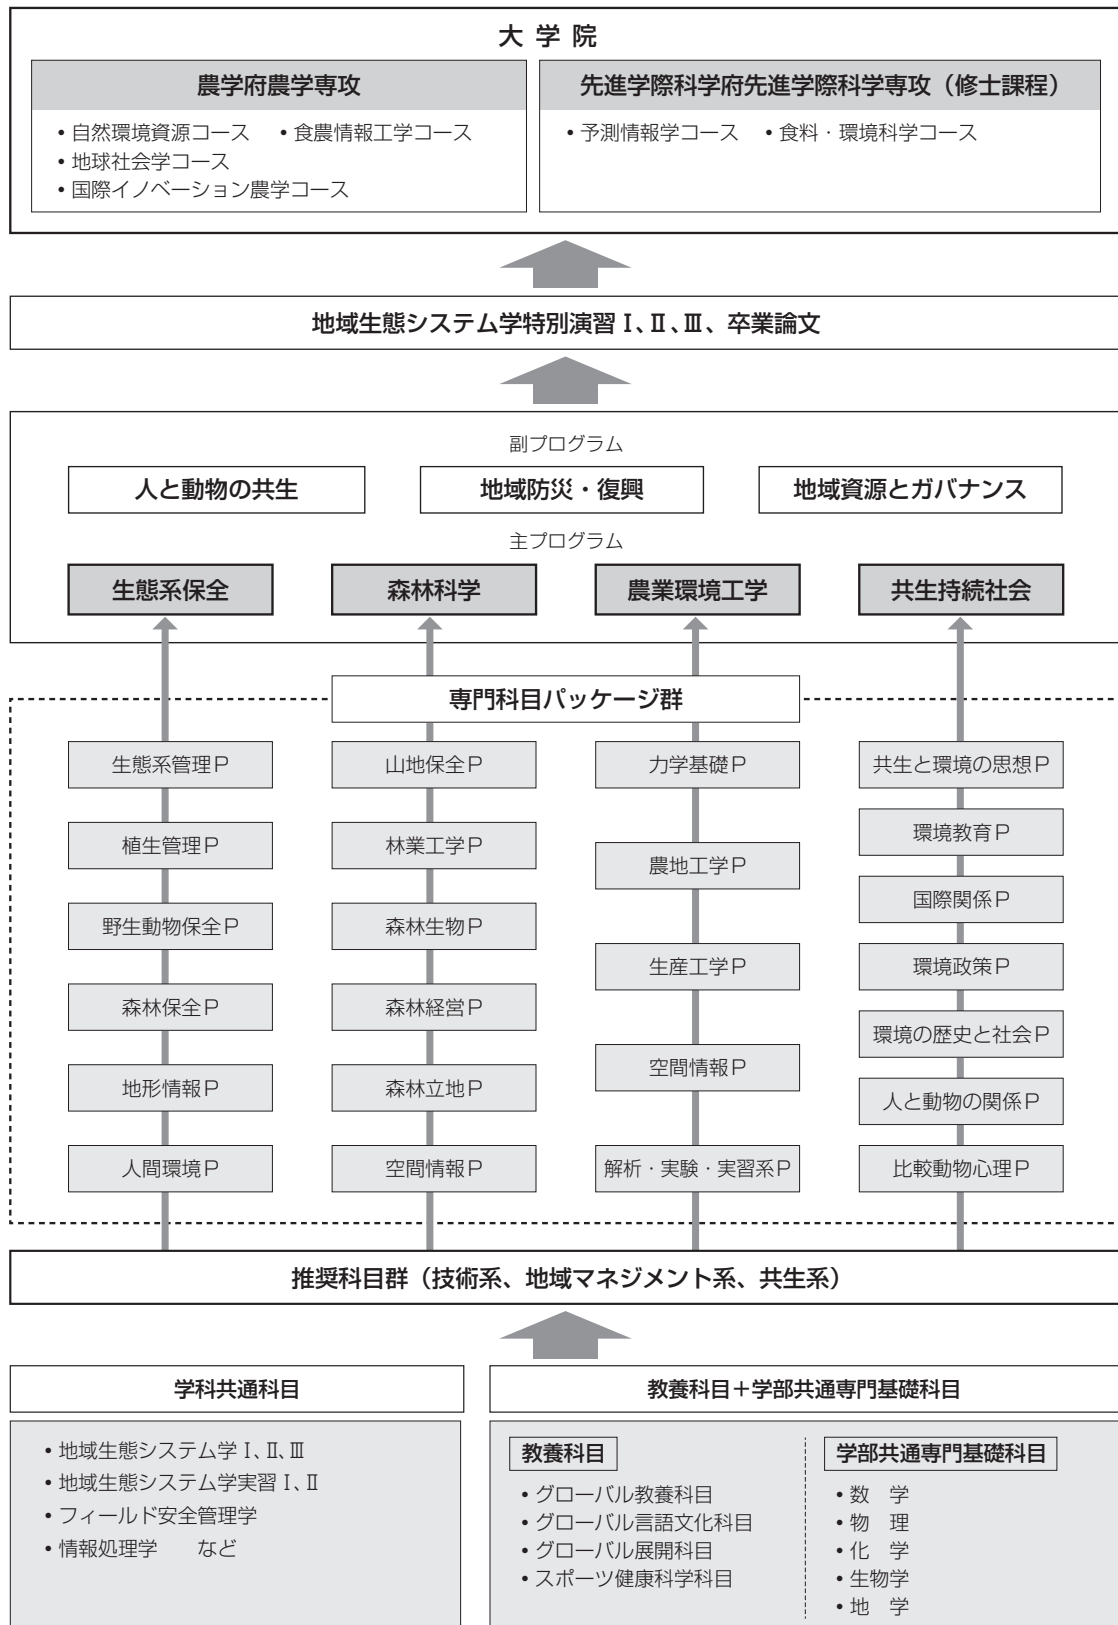 大学院
農学府農学専攻
• 自然環境資源コース • 食農情報工学コース
• 地球社会学コース
• 国際イノベーション農学コース
先進学際科学府先進学際科学専攻（修士課程）
• 予測情報学コース • 食料・環境科学コース
地域生態システム学特別演習Ⅰ、Ⅱ、Ⅲ、卒業論文
副プログラム
人と動物の共生
地域防災・復興
地域資源とガバナンス
主プログラム
生態系保全
森林科学
農業環境工学
共生持続社会
専門科目パッケージ群
生態系管理P
植生管理P
野生動物保全P
森林保全P
地形情報P
人間環境P
山地保全P
林業工学P
森林生物P
森林経営P
森林立地P
空間情報P
力学基礎P
農地工学P
生産工学P
空間情報P
解析・実験・実習系P
共生と環境の思想P
環境教育P
国際関係P
環境政策P
環境の歴史と社会P
人と動物の関係P
比較動物心理P
推奨科目群（技術系、地域マネジメント系、共生系）
学科共通科目
• 地域生態システム学Ⅰ、Ⅱ、Ⅲ
• 地域生態システム学実習Ⅰ、Ⅱ
• フィールド安全管理学
• 情報処理学　　など
教養科目＋学部共通専門基礎科目
教養科目
• グローバル教養科目
• グローバル言語文化科目
• グローバル展開科目
• スポーツ健康科学科目
学部共通専門基礎科目
• 数　学
• 物　理
• 化　学
• 生物学
• 地　学